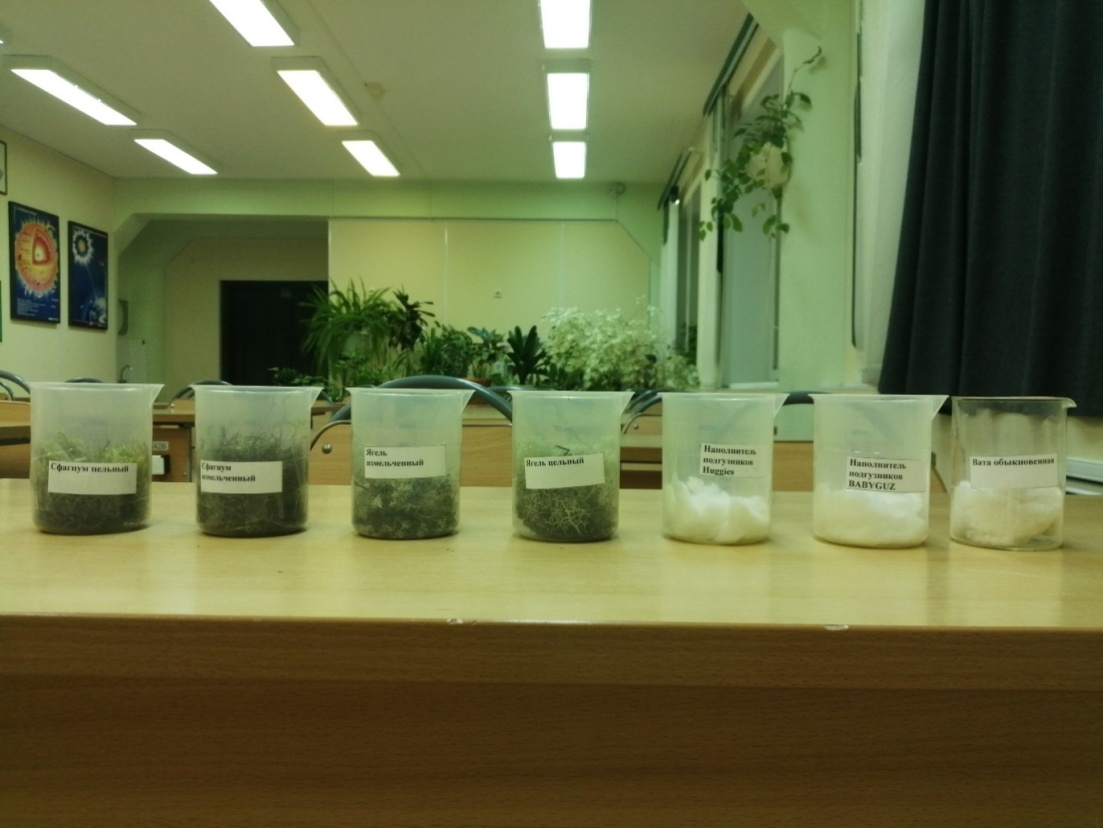 Сфагнум цельный
Сфагнум
измельченный
Ягель
измельченный
Ягель цельный
Наполнитель
подгузников
Huggies
Наполнитель
подгузников
BABYGUZ
Вата обыкновенная